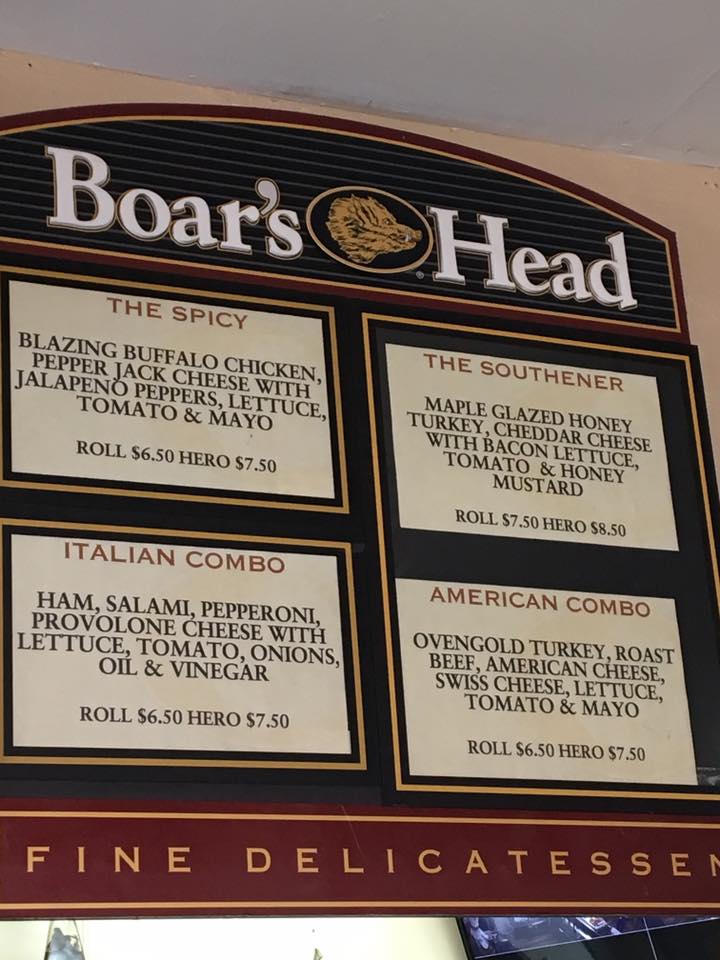 Boar's Head
THE SPICY
BLAZING BUFFALO CHICKEN,
PEPPER JACK CHEESE WITH
JALAPENO PEPPERS, LETTUCE,
TOMATO & MAYO
ROLL $6.50 HERO $7.50
THE SOUTHENER
MAPLE GLAZED HONEY
TURKEY, CHEDDAR CHEESE
WITH BACON LETTUCE,
TOMATO & HONEY
MUSTARD
ROLL $7.50 HERO $8.50
ITALIAN COMBO
HAM, SALAMI, PEPPERONI,
PROVOLONE CHEESE WITH
LETTUCE, TOMATO, ONIONS,
OIL & VINEGAR
ROLL $6.50 HERO $7.50
AMERICAN COMBO
OVENGOLD TURKEY, ROAST
BEEF, AMERICAN CHEESE,
SWISS CHEESE, LETTUCE,
TOMATO & MAYO
ROLL $6.50 HERO $7.50
FINE DELICATESSEN